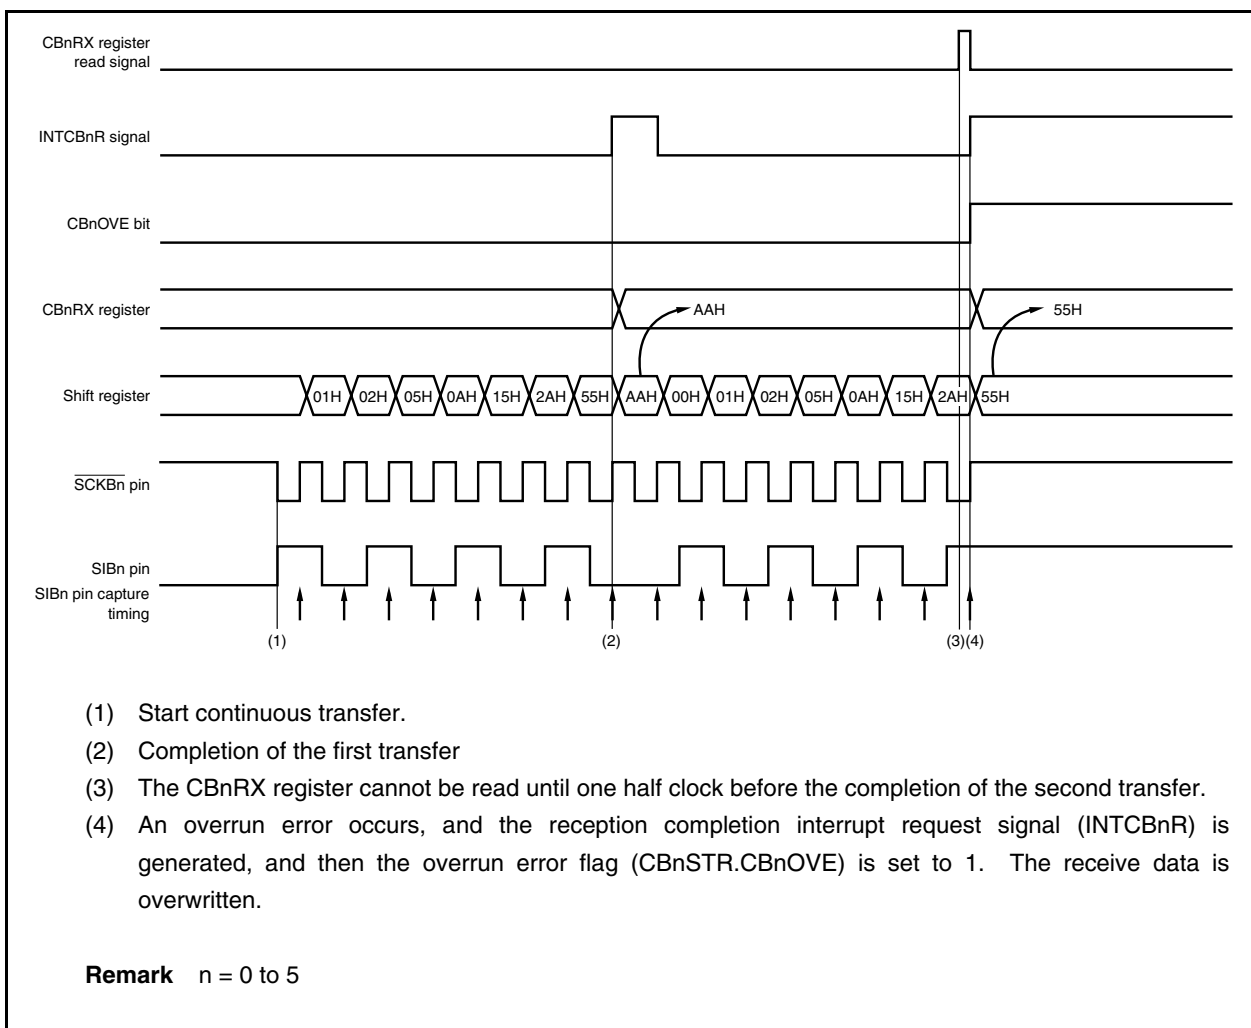 CBnRX register
read signal
INTCBnR signal
CBnOVE bit
CBnRX register
AAH
55H
Shift register
01H 02H 05H 0AH 15H 2AH 55H AAH 00H 01H 02H 05H 0AH 15H 2AH 55H
SCKBn pin
SIBn pin
SIBn pin capture
timing
(1) (2) (3) (4)
(1) Start continuous transfer.
(2) Completion of the first transfer
(3) The CBnRX register cannot be read until one half clock before the completion of the second transfer.
(4) An overrun error occurs, and the reception completion interrupt request signal (INTCBnR) is
generated, and then the overrun error flag (CBnSTR.CBnOVE) is set to 1. The receive data is
overwritten.
Remark n = 0 to 5